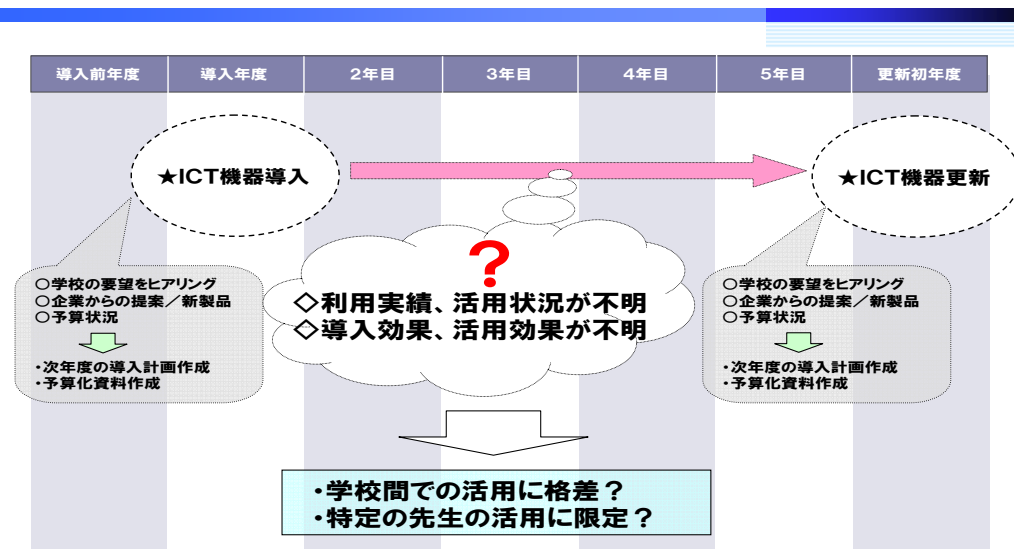 導入前年度 導入年度 2年目 3年目 4年目 5年目 更新初年度
★ICT機器導入
★ICT機器更新
○学校の要望をヒアリング
○企業からの提案／新製品
○予算状況
・次年度の導入計画作成
・予算化資料作成
？
◇利用実績、活用状況が不明
◇導入効果、活用効果が不明
○学校の要望をヒアリング
○企業からの提案／新製品
○予算状況
・次年度の導入計画作成
・予算化資料作成
・学校間での活用に格差？
・特定の先生の活用に限定？